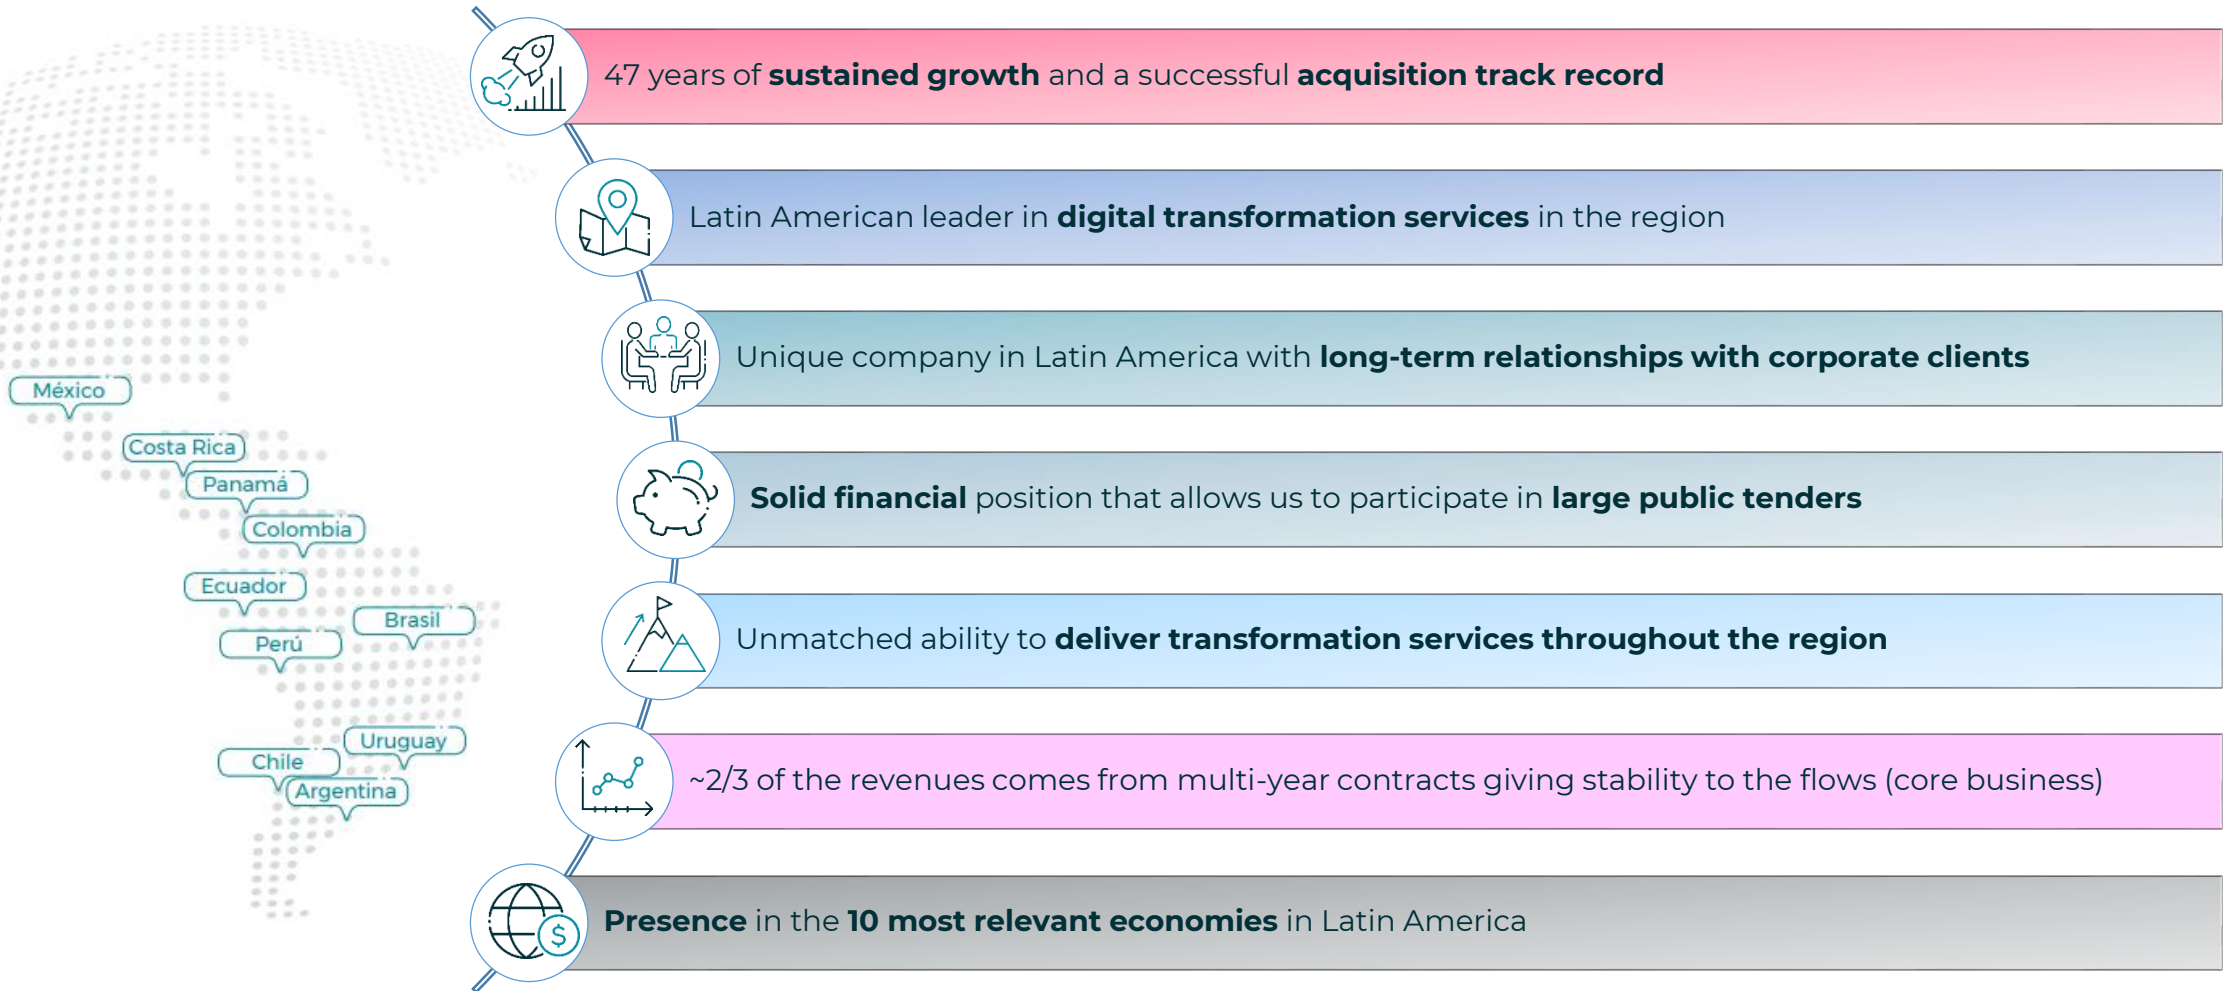 47 years of sustained growth and a successful acquisition track record
Latin American leader in digital transformation services in the region
Unique company in Latin America with long-term relationships with corporate clients
Solid financial position that allows us to participate in large public tenders
Unmatched ability to deliver transformation services throughout the region
~2/3 of the revenues comes from multi-year contracts giving stability to the flows (core business)
$
Presence in the 10 most relevant economies in Latin America
México
Costa Rica
Panamá
Colombia
Ecuador
Brasil
Perú
Uruguay
Chile
Argentina